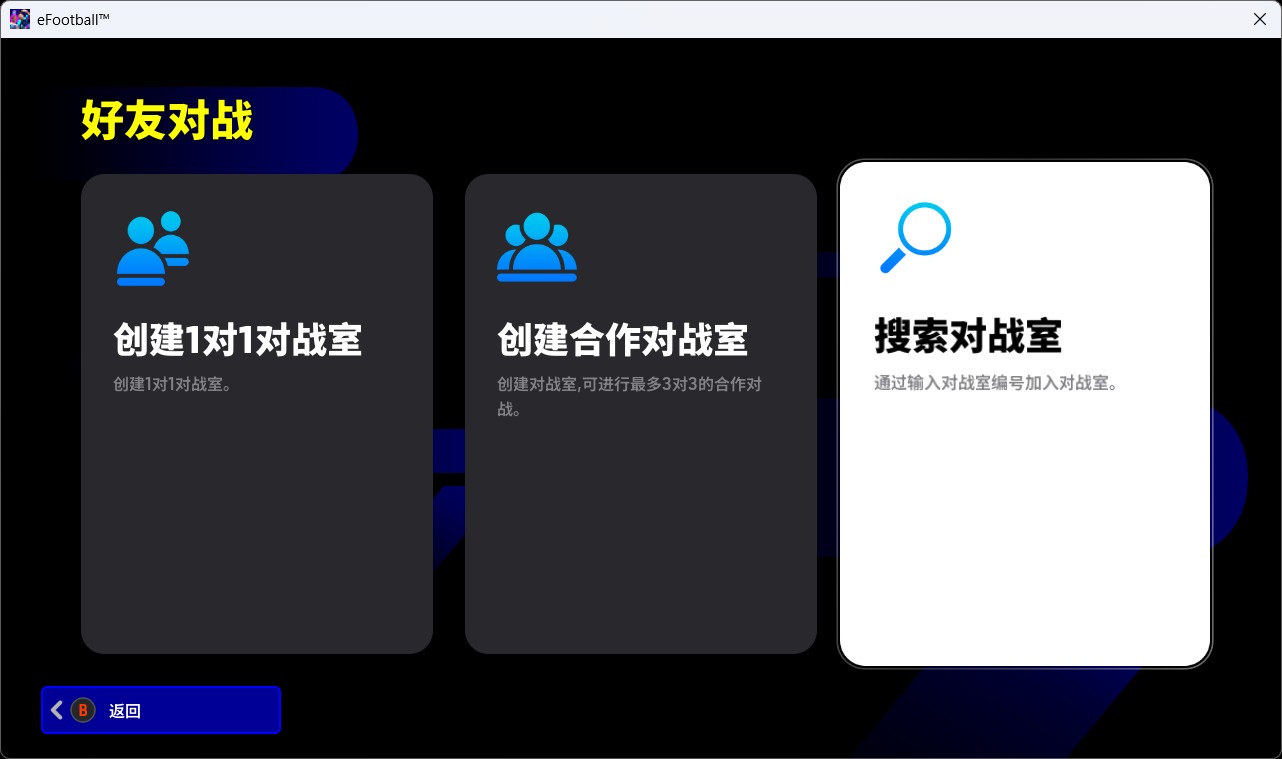 eFootball™
好友对战
创建1对1对战室
创建1对1对战室。
创建合作对战室
创建对战室,可进行最多3对3的合作对
战。
搜索对战室
通过输入对战室编号加入对战室。
B 返回